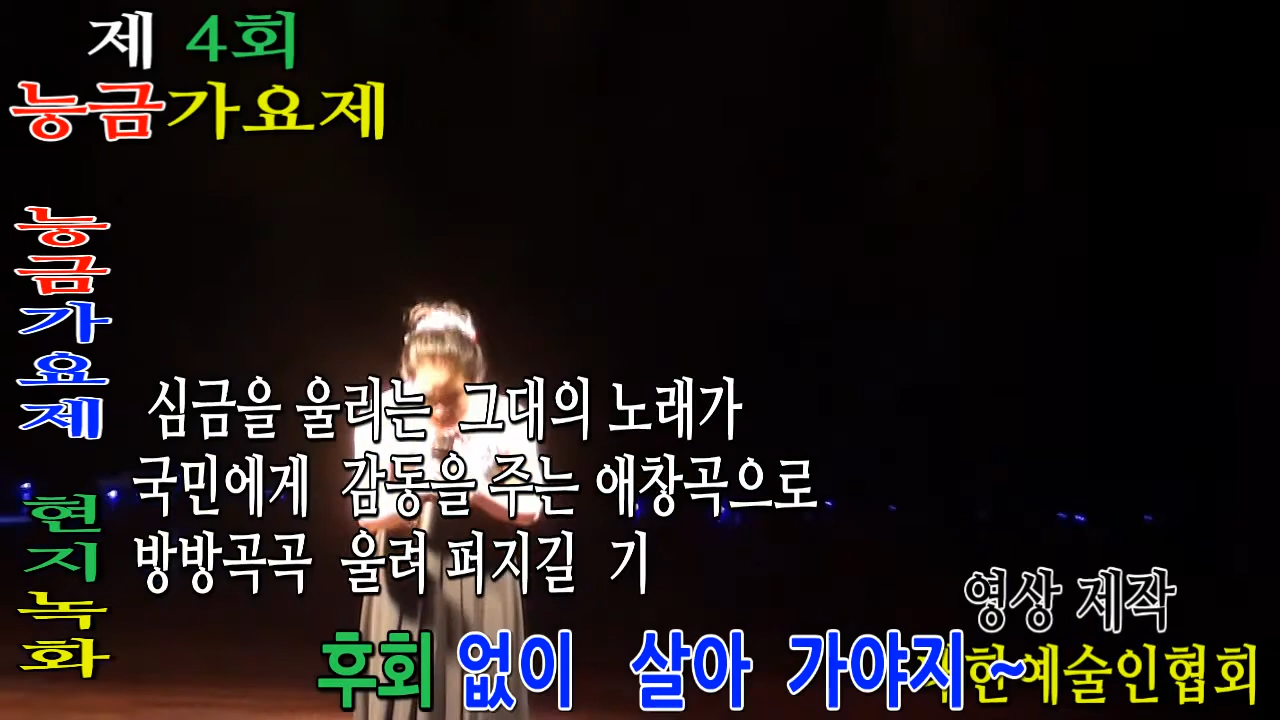 제 4회
능금가요제
능금가요제 현지녹화
심금을 울리는 그대의 노래가
국민에게 감동을 주는 애창곡으로
방방곡곡 울려 퍼지길 기
영상 제작
후회 없이 살아 가야지 ~
한예술인협회